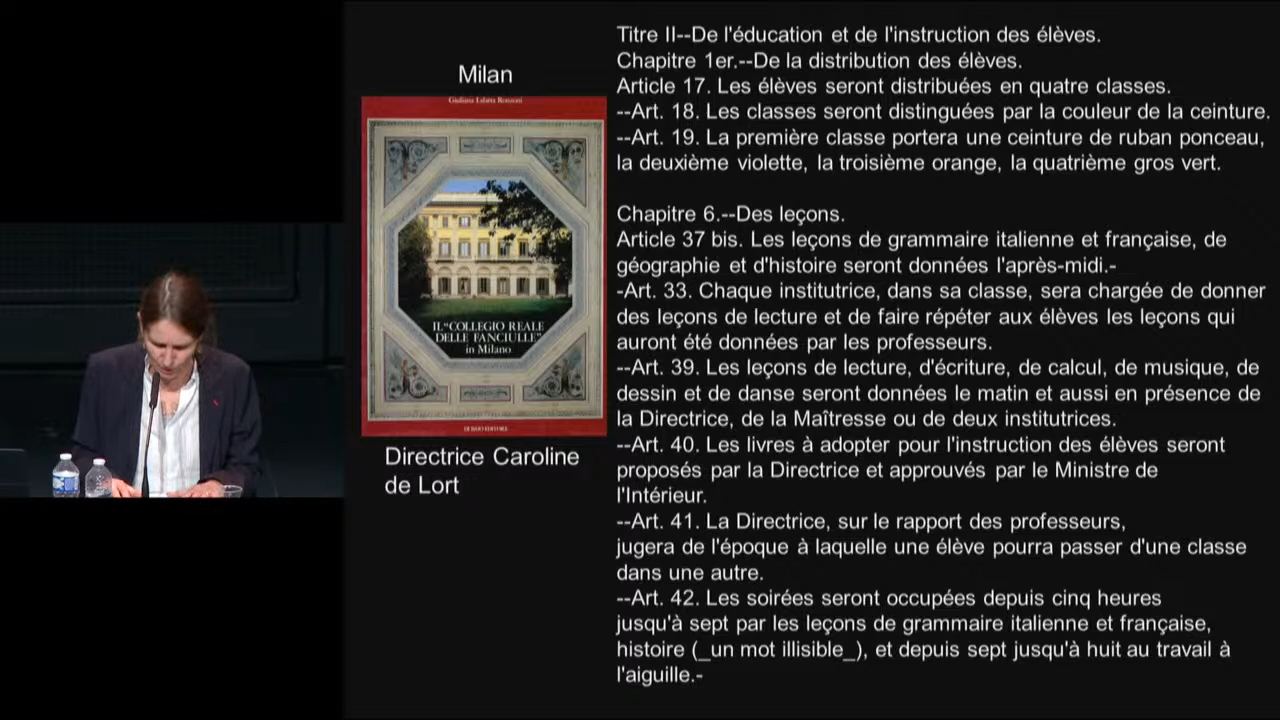 Milan
Giuliana Ldara Ronzoni
IL "COLLEGIO REALE
DELLE FANCIULLE"
in Milano
DI BAIO EDITORE
Directrice Caroline
de Lort
Titre II--De l'éducation et de l'instruction des élèves.
Chapitre 1er.--De la distribution des élèves.
Article 17. Les élèves seront distribuées en quatre classes.
--Art. 18. Les classes seront distinguées par la couleur de la ceinture.
--Art. 19. La première classe portera une ceinture de ruban ponceau,
la deuxième violette, la troisième orange, la quatrième gros vert.
Chapitre 6.--Des leçons.
Article 37 bis. Les leçons de grammaire italienne et française, de
géographie et d'histoire seront données l'après-midi.-
-Art. 33. Chaque institutrice, dans sa classe, sera chargée de donner
des leçons de lecture et de faire répéter aux élèves les leçons qui
auront été données par les professeurs.
--Art. 39. Les leçons de lecture, d'écriture, de calcul, de musique, de
dessin et de danse seront données le matin et aussi en présence de
la Directrice, de la Maîtresse ou de deux institutrices.
--Art. 40. Les livres à adopter pour l'instruction des élèves seront
proposés par la Directrice et approuvés par le Ministre de
l'Intérieur.
--Art. 41. La Directrice, sur le rapport des professeurs,
jugera de l'époque à laquelle une élève pourra passer d'une classe
dans une autre.
--Art. 42. Les soirées seront occupées depuis cinq heures
jusqu'à sept par les leçons de grammaire italienne et française,
histoire (_un mot illisible_), et depuis sept jusqu'à huit au travail à
l'aiguille.-